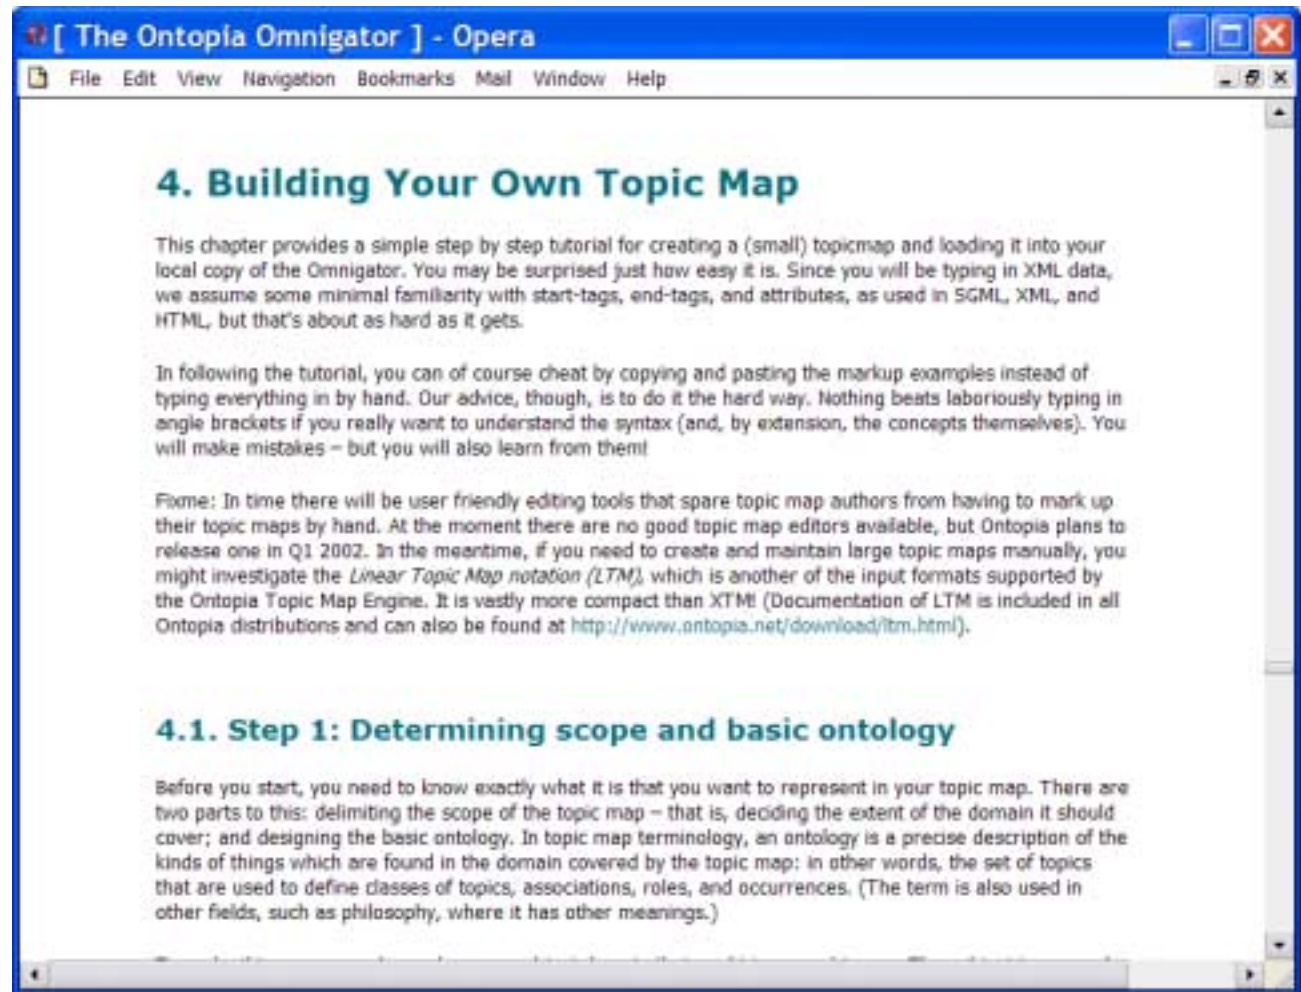 [ The Ontopia Omnigator ] - Opera
File Edit View Navigation Bookmarks Mail Window Help
4. Building Your Own Topic Map
This chapter provides a simple step by step tutorial for creating a (small) topicmap and loading it into your
local copy of the Omnigator. You may be surprised just how easy it is. Since you will be typing in XML data,
we assume some minimal familiarity with start-tags, end-tags, and attributes, as used in SGML, XML, and
HTML, but that's about as hard as it gets.
In following the tutorial, you can of course cheat by copying and pasting the markup examples instead of
typing everything in by hand. Our advice, though, is to do it the hard way. Nothing beats laboriously typing in
angle brackets if you really want to understand the syntax (and, by extension, the concepts themselves). You
will make mistakes – but you will also learn from them!
Fixme: In time there will be user friendly editing tools that spare topic map authors from having to mark up
their topic maps by hand. At the moment there are no good topic map editors available, but Ontopia plans to
release one in Q1 2002. In the meantime, if you need to create and maintain large topic maps manually, you
might investigate the Linear Topic Map notation (LTM), which is another of the input formats supported by
the Ontopia Topic Map Engine. It is vastly more compact than XTM! (Documentation of LTM is included in all
Ontopia distributions and can also be found at http://www.ontopia.net/download/ltm.html).
4.1. Step 1: Determining scope and basic ontology
Before you start, you need to know exactly what it is that you want to represent in your topic map. There are
two parts to this: delimiting the scope of the topic map – that is, deciding the extent of the domain it should
cover; and designing the basic ontology. In topic map terminology, an ontology is a precise description of the
kinds of things which are found in the domain covered by the topic map: in other words, the set of topics
that are used to define classes of topics, associations, roles, and occurrences. (The term is also used in
other fields, such as philosophy, where it has other meanings.)